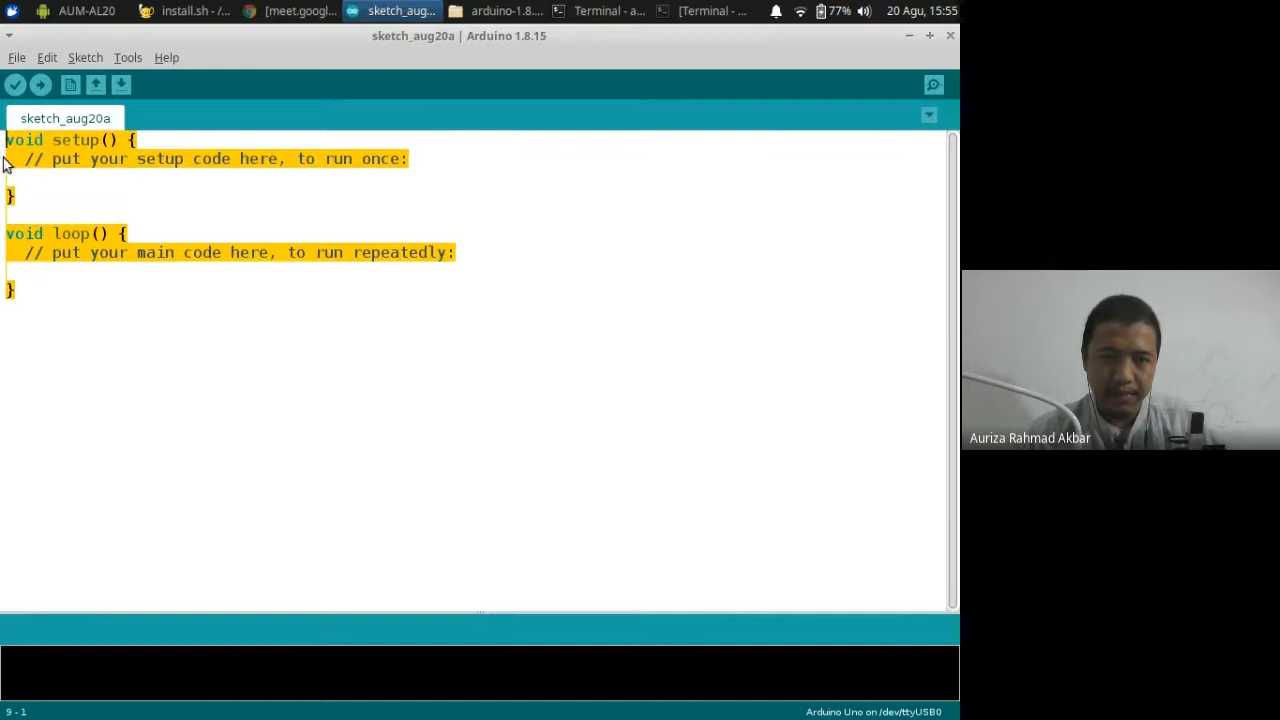 AUM-AL20
install.sh - /...
[meet.googl...
sketch_aug...
arduino-1.8....
Terminal - a...
[Terminal - ...
77%
20 Agu, 15:55
sketch_aug20a | Arduino 1.8.15
File Edit Sketch Tools Help
sketch_aug20a
void setup() {
// put your setup code here, to run once:
}
void loop() {
// put your main code here, to run repeatedly:
}
Auriza Rahmad Akbar
9 - 1
Arduino Uno on /dev/ttyUSB0